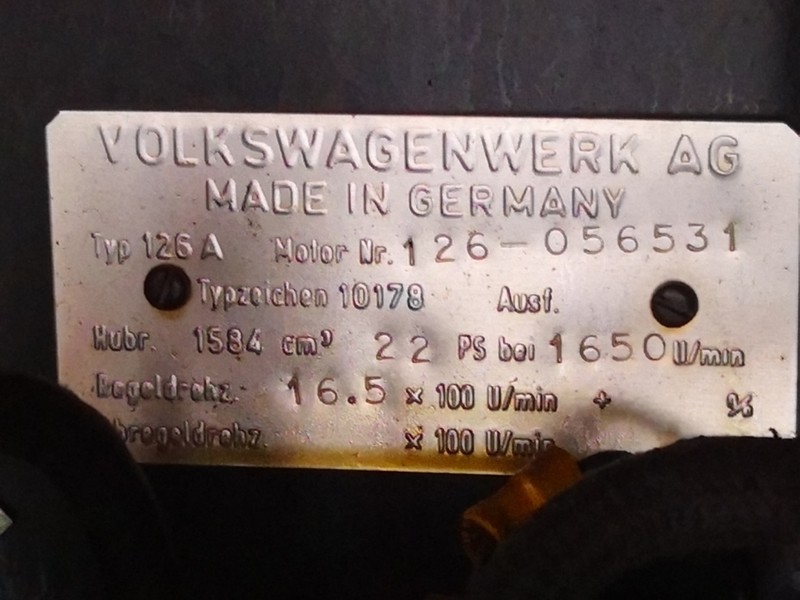 VOLKSWAGENWERK AG
MADE IN GERMANY
Typ 126 A Motor Nr. 126-056531
Typzeichen 10178 Ausf.
Hubr. 1584 cm³ 22 PS bei 1650 U/min
Regeldrehz. 16.5 x 100 U/min + %
x 100 U/min